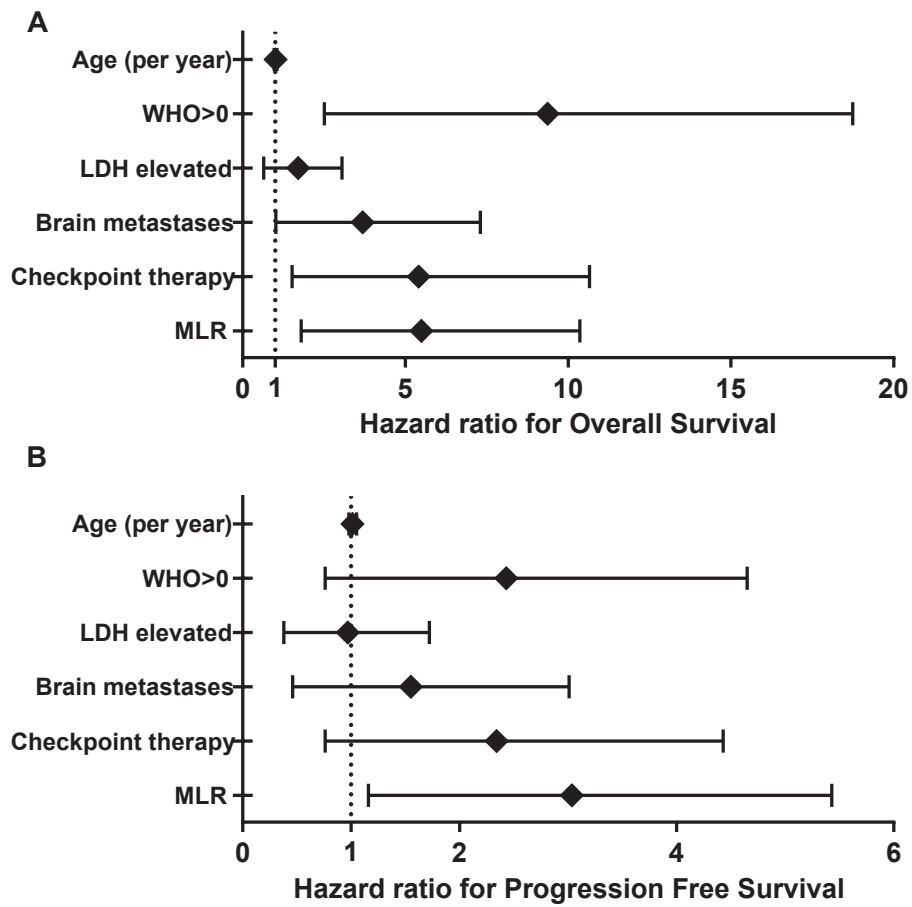 A
Age (per year)
WHO>0
LDH elevated
Brain metastases
Checkpoint therapy
MLR
0 1 5 10 15 20
Hazard ratio for Overall Survival
B
Age (per year)
WHO>0
LDH elevated
Brain metastases
Checkpoint therapy
MLR
0 1 2 4 6
Hazard ratio for Progression Free Survival